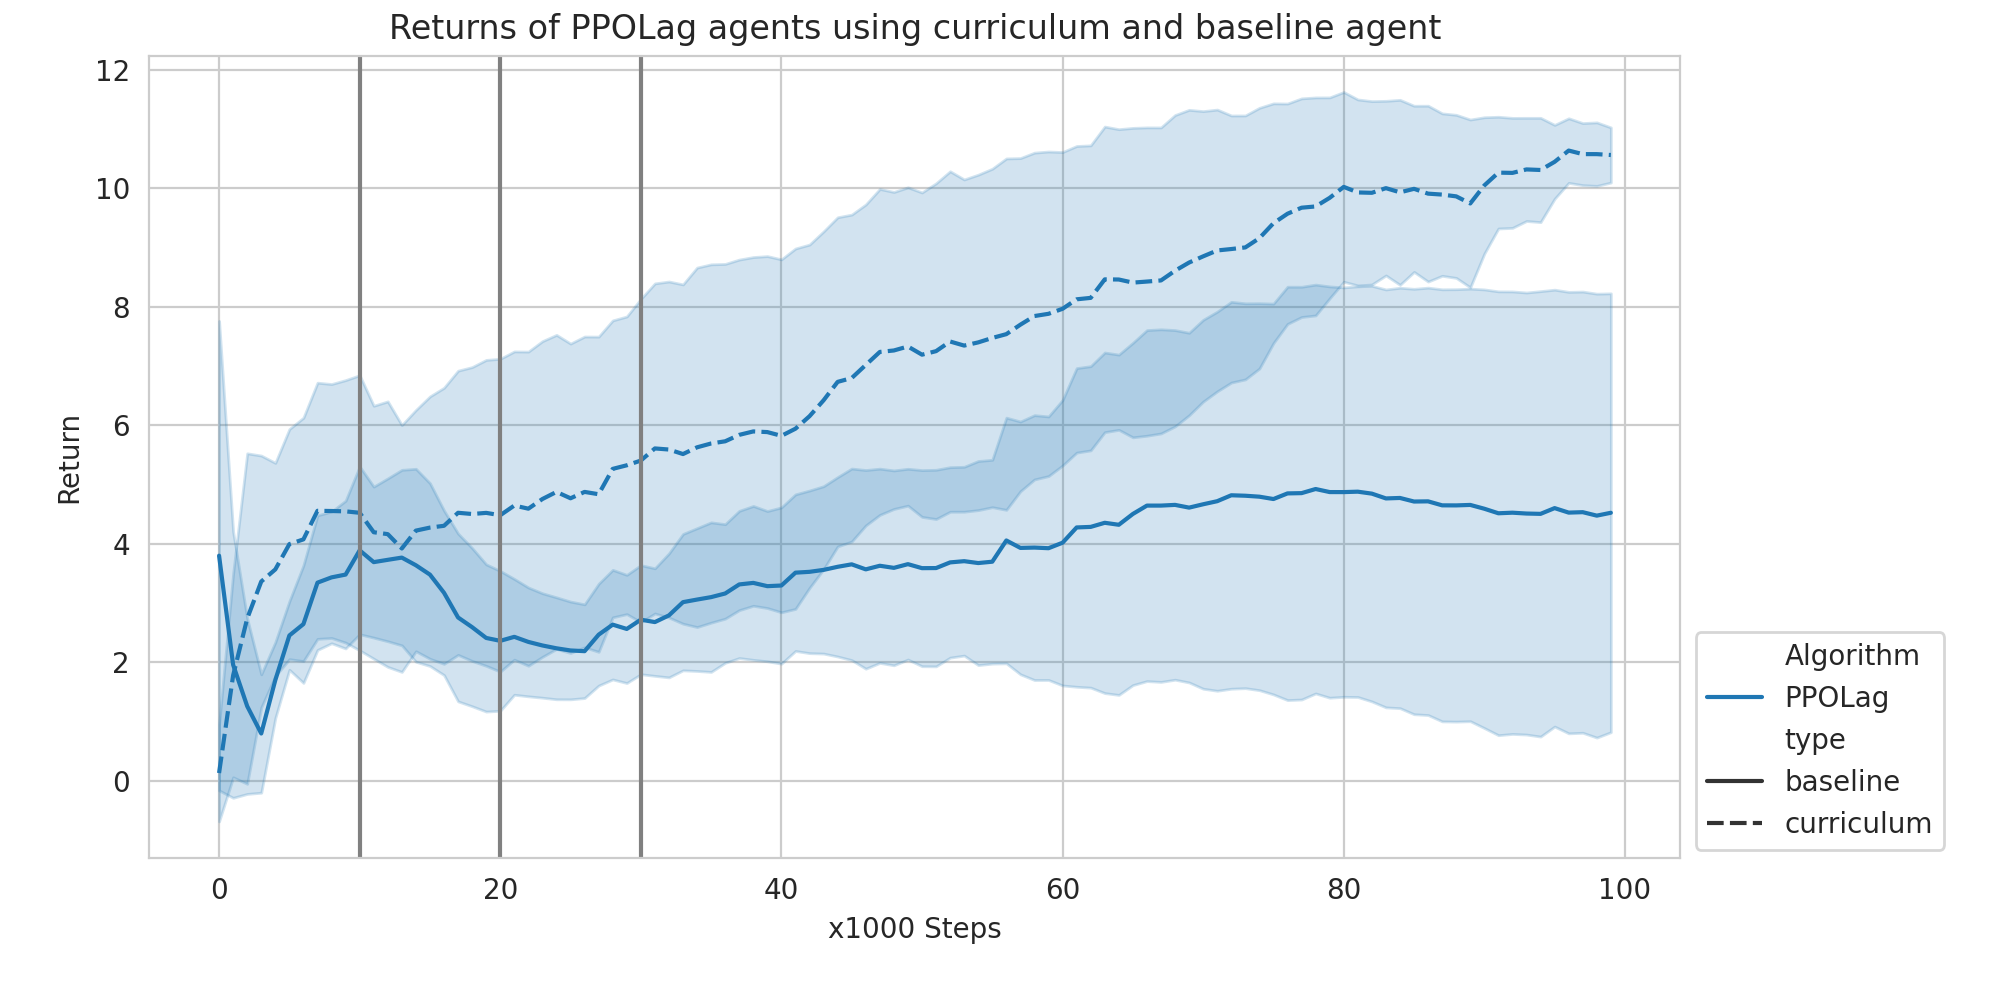 Returns of PPOLag agents using curriculum and baseline agent
12
10
8
6
4
2
0
Return
0
20
40
60
80
100
x1000 Steps
Algorithm
PPOLag
type
baseline
curriculum